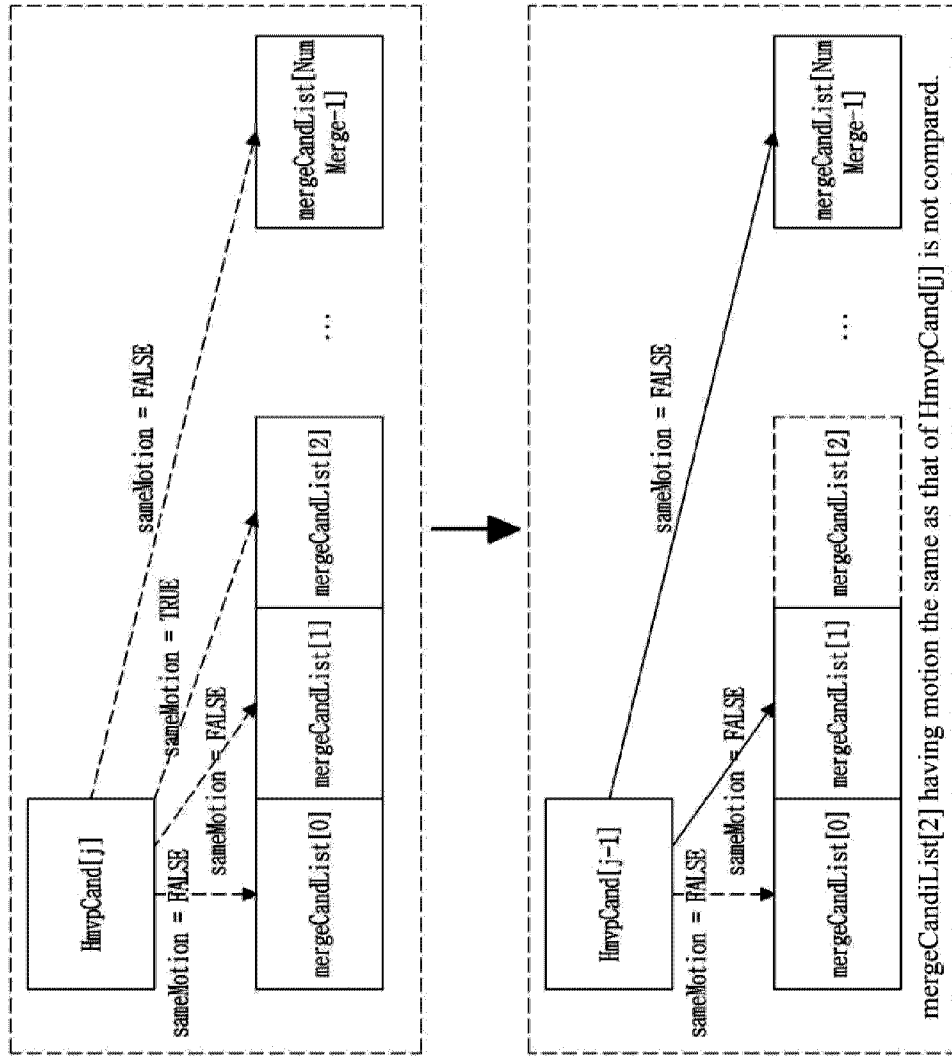 HmvpCand[j]
sameMotion = FALSE
sameMotion = FALSE
sameMotion = TRUE
sameMotion = FALSE
mergeCandList[0]
mergeCandList[1]
mergeCandList[2]
...
mergeCandList[Num
Merge-1]
HmvpCand[j-1]
sameMotion = FALSE
sameMotion = FALSE
sameMotion = FALSE
mergeCandList[0]
mergeCandList[1]
mergeCandList[2]
...
mergeCandList[Num
Merge-1]
mergeCandiList[2] having motion the same as that of HmvpCand[j] is not compared.